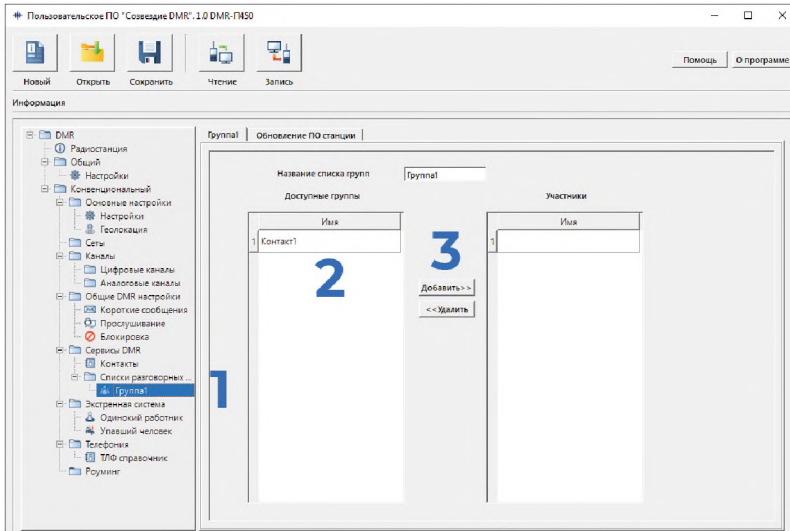 Пользовательское ПО "Созвездие DMR". 1.0 DMR-П450
Новый Открыть Сохранить Чтение Запись
Помощь О программе
Информация
DMR
Радиостанция
Общий
Настройки
Конвенциональный
Основные настройки
Настройки
Геолокация
Сеты
Каналы
Цифровые каналы
Аналоговые каналы
Общие DMR настройки
Короткие сообщения
Прослушивание
Блокировка
Сервисы DMR
Контакты
Списки разговорных ...
Группа1
Экстренная система
Одинокий работник
Упавший человек
Телефония
ТЛФ справочник
Роуминг
1
Группа1 Обновление ПО станции
Название списка групп Группа1
Доступные группы
Имя
1 Контакт1
2
3
Добавить>>
<<Удалить
Участники
Имя
1